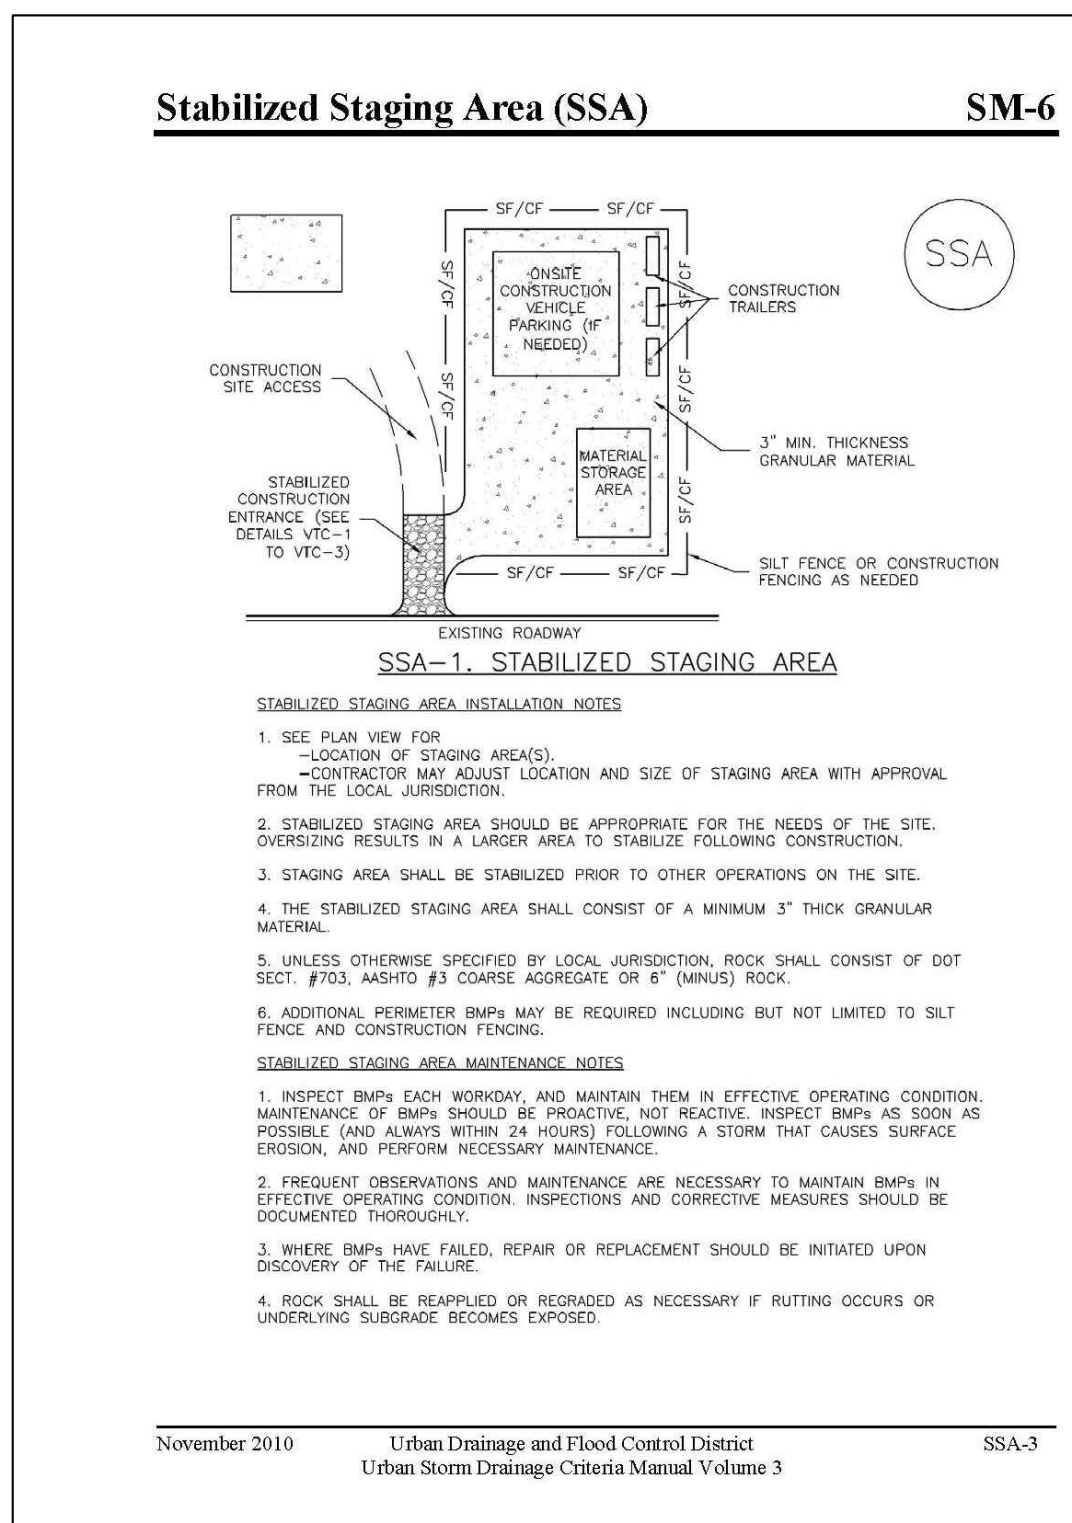 Stabilized Staging Area (SSA) SM-6
SF/CF SF/CF
SSA
SF/CF
SF/CF
ONSITE
CONSTRUCTION
VEHICLE
PARKING (IF
NEEDED)
CONSTRUCTION
TRAILERS
CONSTRUCTION
SITE ACCESS
SF/CF
SF/CF
3" MIN. THICKNESS
GRANULAR MATERIAL
MATERIAL
STORAGE
AREA
STABILIZED
CONSTRUCTION
ENTRANCE (SEE
DETAILS VTC-1
TO VTC-3)
SF/CF
SF/CF SF/CF
SILT FENCE OR CONSTRUCTION
FENCING AS NEEDED
EXISTING ROADWAY
SSA-1. STABILIZED STAGING AREA
STABILIZED STAGING AREA INSTALLATION NOTES
1. SEE PLAN VIEW FOR
-LOCATION OF STAGING AREA(S).
-CONTRACTOR MAY ADJUST LOCATION AND SIZE OF STAGING AREA WITH APPROVAL
FROM THE LOCAL JURISDICTION.
2. STABILIZED STAGING AREA SHOULD BE APPROPRIATE FOR THE NEEDS OF THE SITE.
OVERSIZING RESULTS IN A LARGER AREA TO STABILIZE FOLLOWING CONSTRUCTION.
3. STAGING AREA SHALL BE STABILIZED PRIOR TO OTHER OPERATIONS ON THE SITE.
4. THE STABILIZED STAGING AREA SHALL CONSIST OF A MINIMUM 3" THICK GRANULAR
MATERIAL.
5. UNLESS OTHERWISE SPECIFIED BY LOCAL JURISDICTION, ROCK SHALL CONSIST OF DOT
SECT. #703, AASHTO #3 COARSE AGGREGATE OR 6" (MINUS) ROCK.
6. ADDITIONAL PERIMETER BMPs MAY BE REQUIRED INCLUDING BUT NOT LIMITED TO SILT
FENCE AND CONSTRUCTION FENCING.
STABILIZED STAGING AREA MAINTENANCE NOTES
1. INSPECT BMPs EACH WORKDAY, AND MAINTAIN THEM IN EFFECTIVE OPERATING CONDITION.
MAINTENANCE OF BMPs SHOULD BE PROACTIVE, NOT REACTIVE. INSPECT BMPs AS SOON AS
POSSIBLE (AND ALWAYS WITHIN 24 HOURS) FOLLOWING A STORM THAT CAUSES SURFACE
EROSION, AND PERFORM NECESSARY MAINTENANCE.
2. FREQUENT OBSERVATIONS AND MAINTENANCE ARE NECESSARY TO MAINTAIN BMPs IN
EFFECTIVE OPERATING CONDITION. INSPECTIONS AND CORRECTIVE MEASURES SHOULD BE
DOCUMENTED THOROUGHLY.
3. WHERE BMPs HAVE FAILED, REPAIR OR REPLACEMENT SHOULD BE INITIATED UPON
DISCOVERY OF THE FAILURE.
4. ROCK SHALL BE REAPPLIED OR REGRADED AS NECESSARY IF RUTTING OCCURS OR
UNDERLYING SUBGRADE BECOMES EXPOSED.
November 2010 Urban Drainage and Flood Control District SSA-3
Urban Storm Drainage Criteria Manual Volume 3